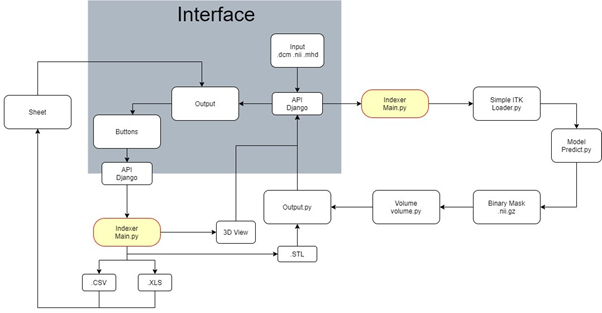 Interface
Input
.dcm .nii .mhd
Output
API
Django
Indexer
Main.py
Simple ITK
Loader.py
Sheet
Buttons
Model
Predict.py
API
Django
Output.py
Volume
volume.py
Binary Mask
.nii.gz
Indexer
Main.py
3D View
.STL
.CSV
.XLS